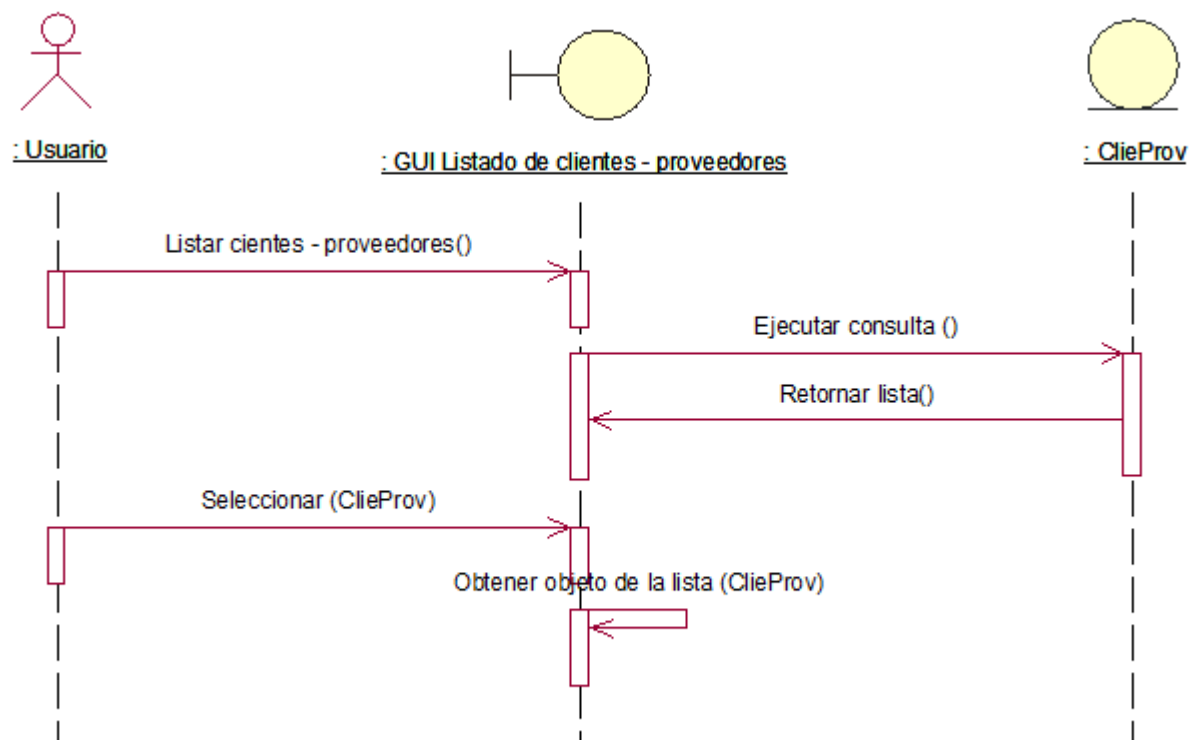 : Usuario
: GUI Listado de clientes - proveedores
: ClieProv
Listar cientes - proveedores()
Ejecutar consulta ()
Retornar lista()
Seleccionar (ClieProv)
Obtener objeto de la lista (ClieProv)